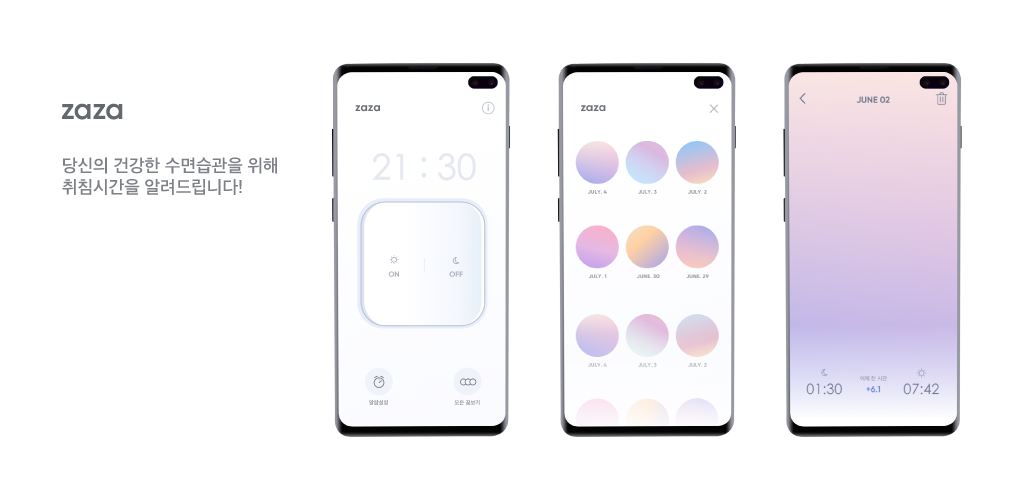 zaza
당신의 건강한 수면습관을 위해
취침시간을 알려드립니다!
zaza
21 : 30
ON
OFF
알람설정
모든 꿈보기
zaza
JULY. 4
JULY. 3
JULY. 2
JULY. 1
JUNE. 30
JUNE. 29
JULY. 4
JULY. 3
JULY. 2
JUNE 02
01:30
+6.1
07:42